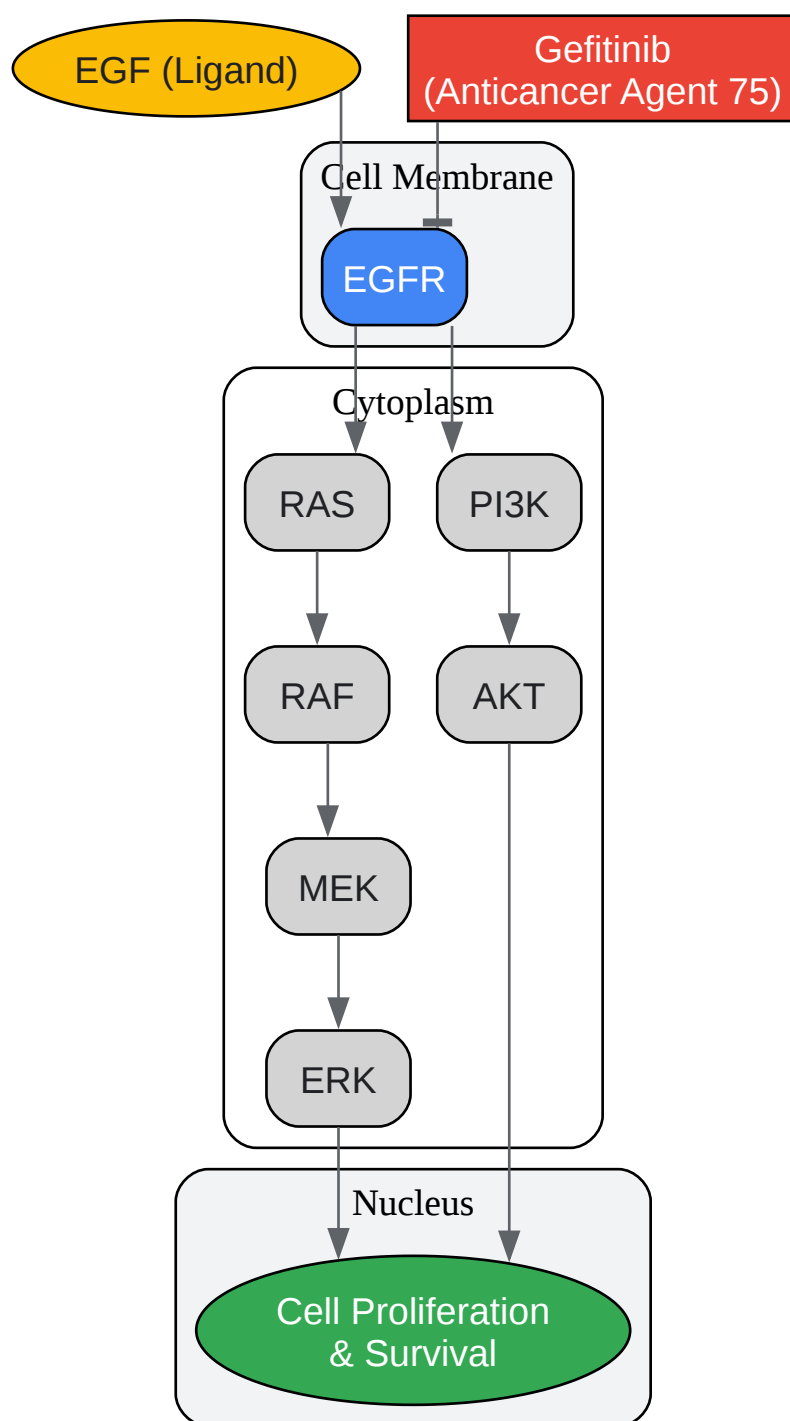 EGF (Ligand)
Gefitinib
(Anticancer Agent 75)
Cell Membrane
EGFR
Cytoplasm
RAS
PI3K
RAF
AKT
MEK
ERK
Nucleus
Cell Proliferation
& Survival